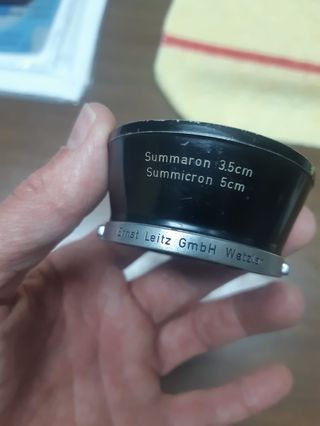 Summaron 3.5cm
Summicron 5cm
Ernst Leitz GmbH Wetzlar